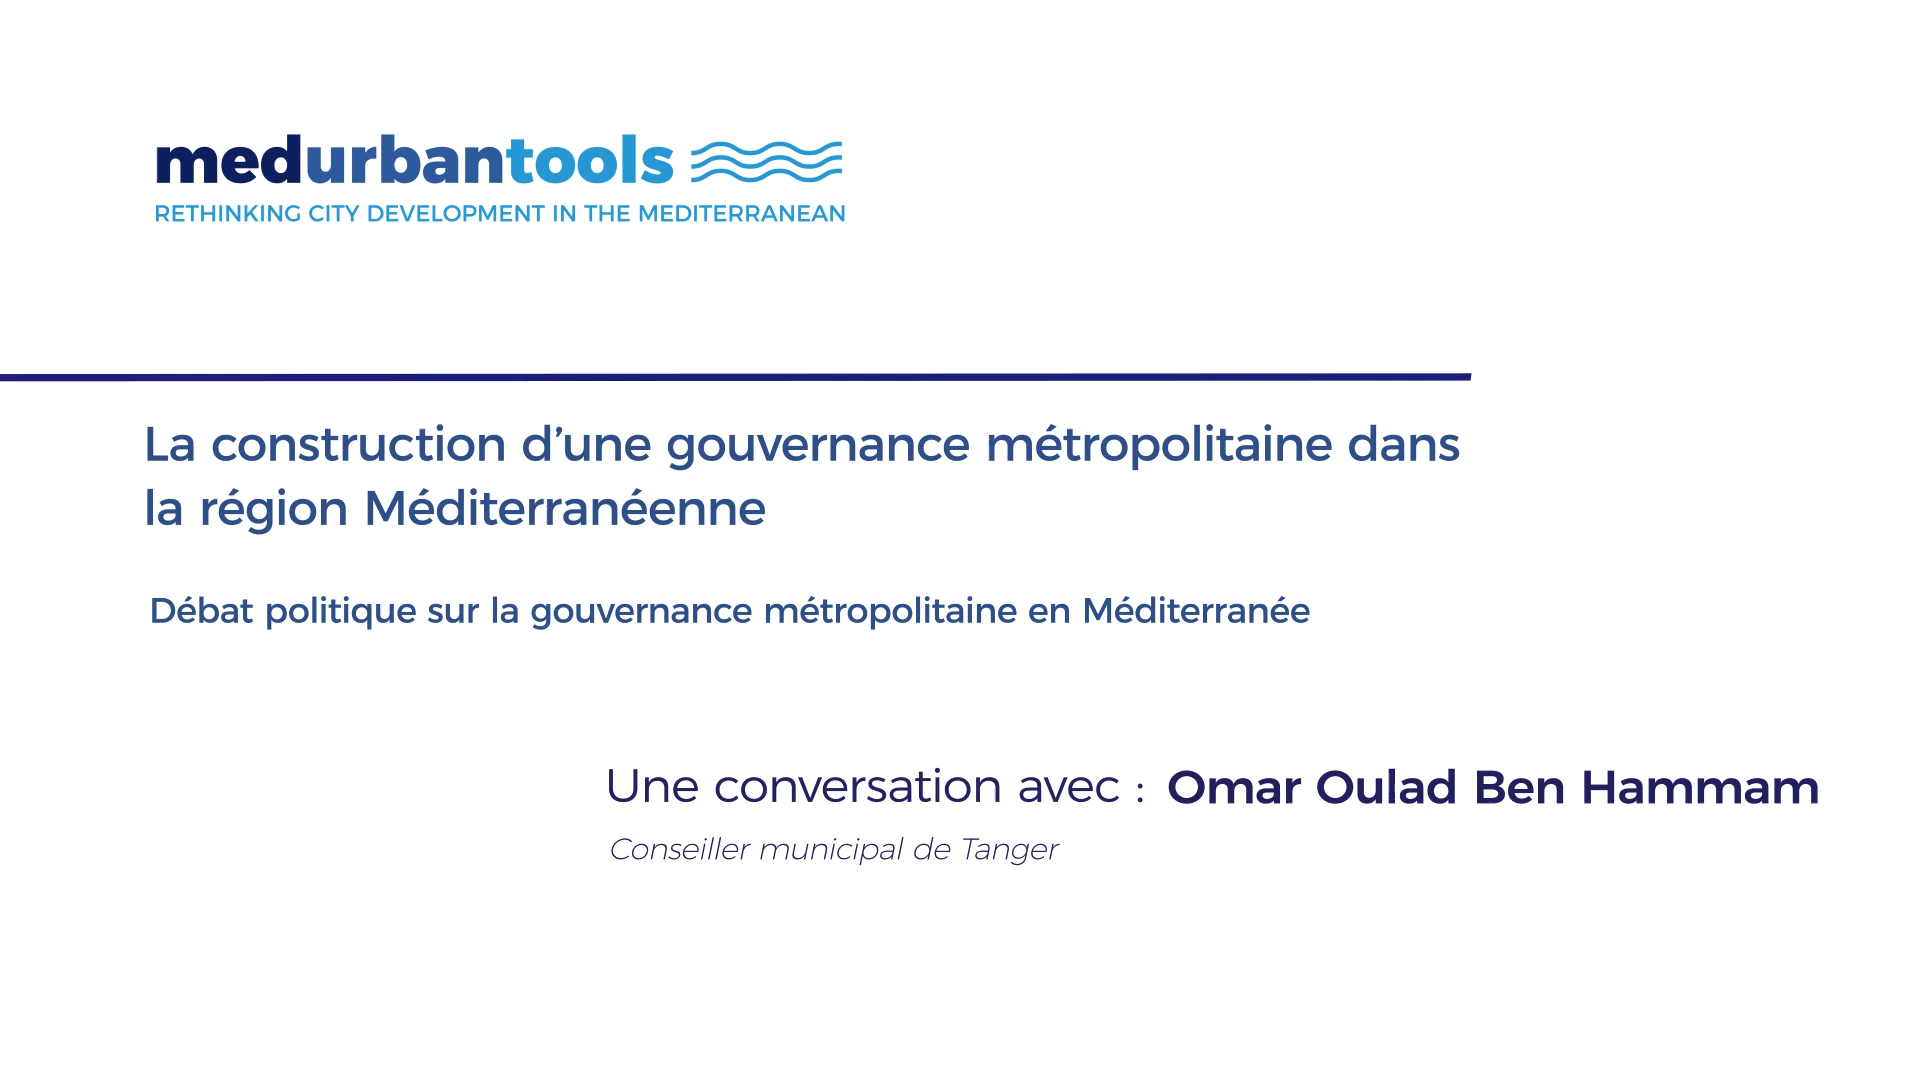 medurbantools
RETHINKING CITY DEVELOPMENT IN THE MEDITERRANEAN
La construction d’une gouvernance métropolitaine dans
la région Méditerranéenne
Débat politique sur la gouvernance métropolitaine en Méditerranée
Une conversation avec : Omar Oulad Ben Hammam
Conseiller municipal de Tanger